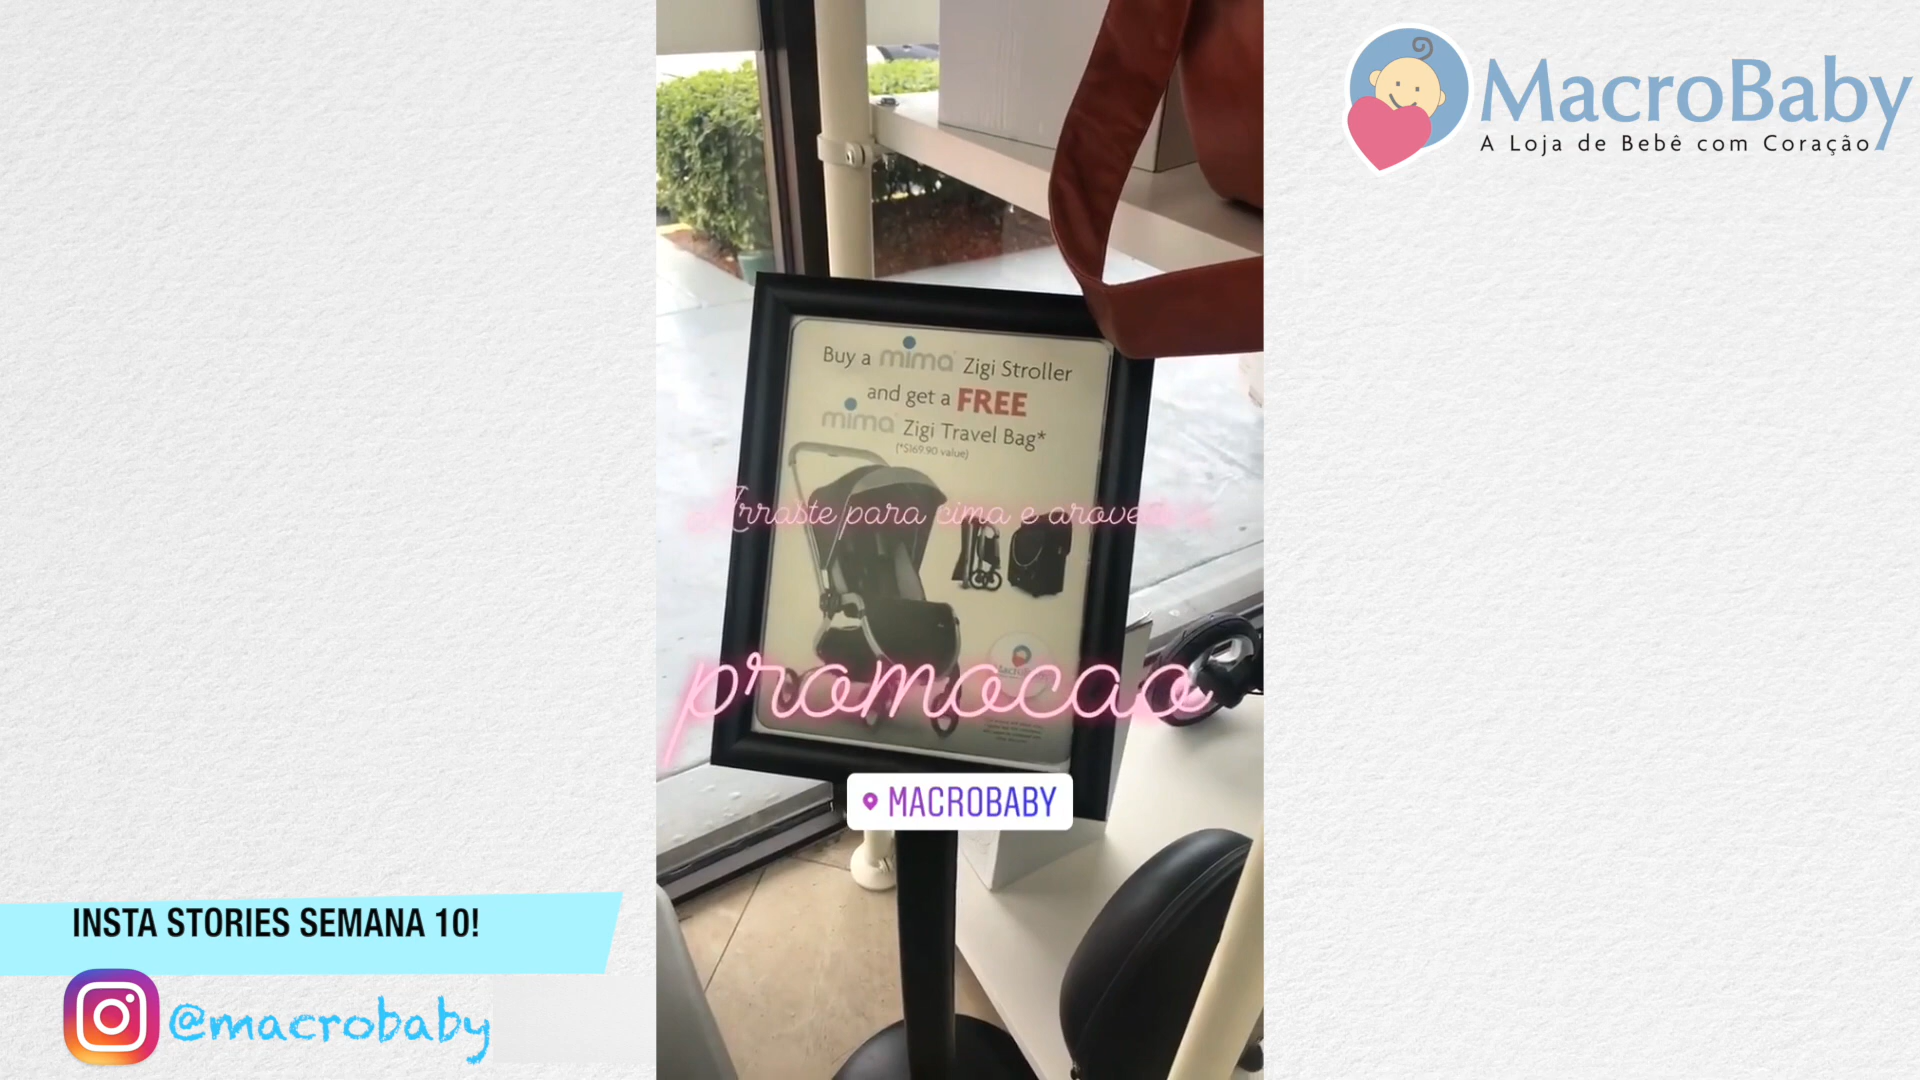 MacroBaby
A Loja de Bebê com Coração
Buy a mima Zigi Stroller
and get a FREE
mima Zigi Travel Bag*
(*$169.90 value)
Arraste para cima e
promocao
MACROBABY
INSTA STORIES SEMANA 10!
@macrobaby